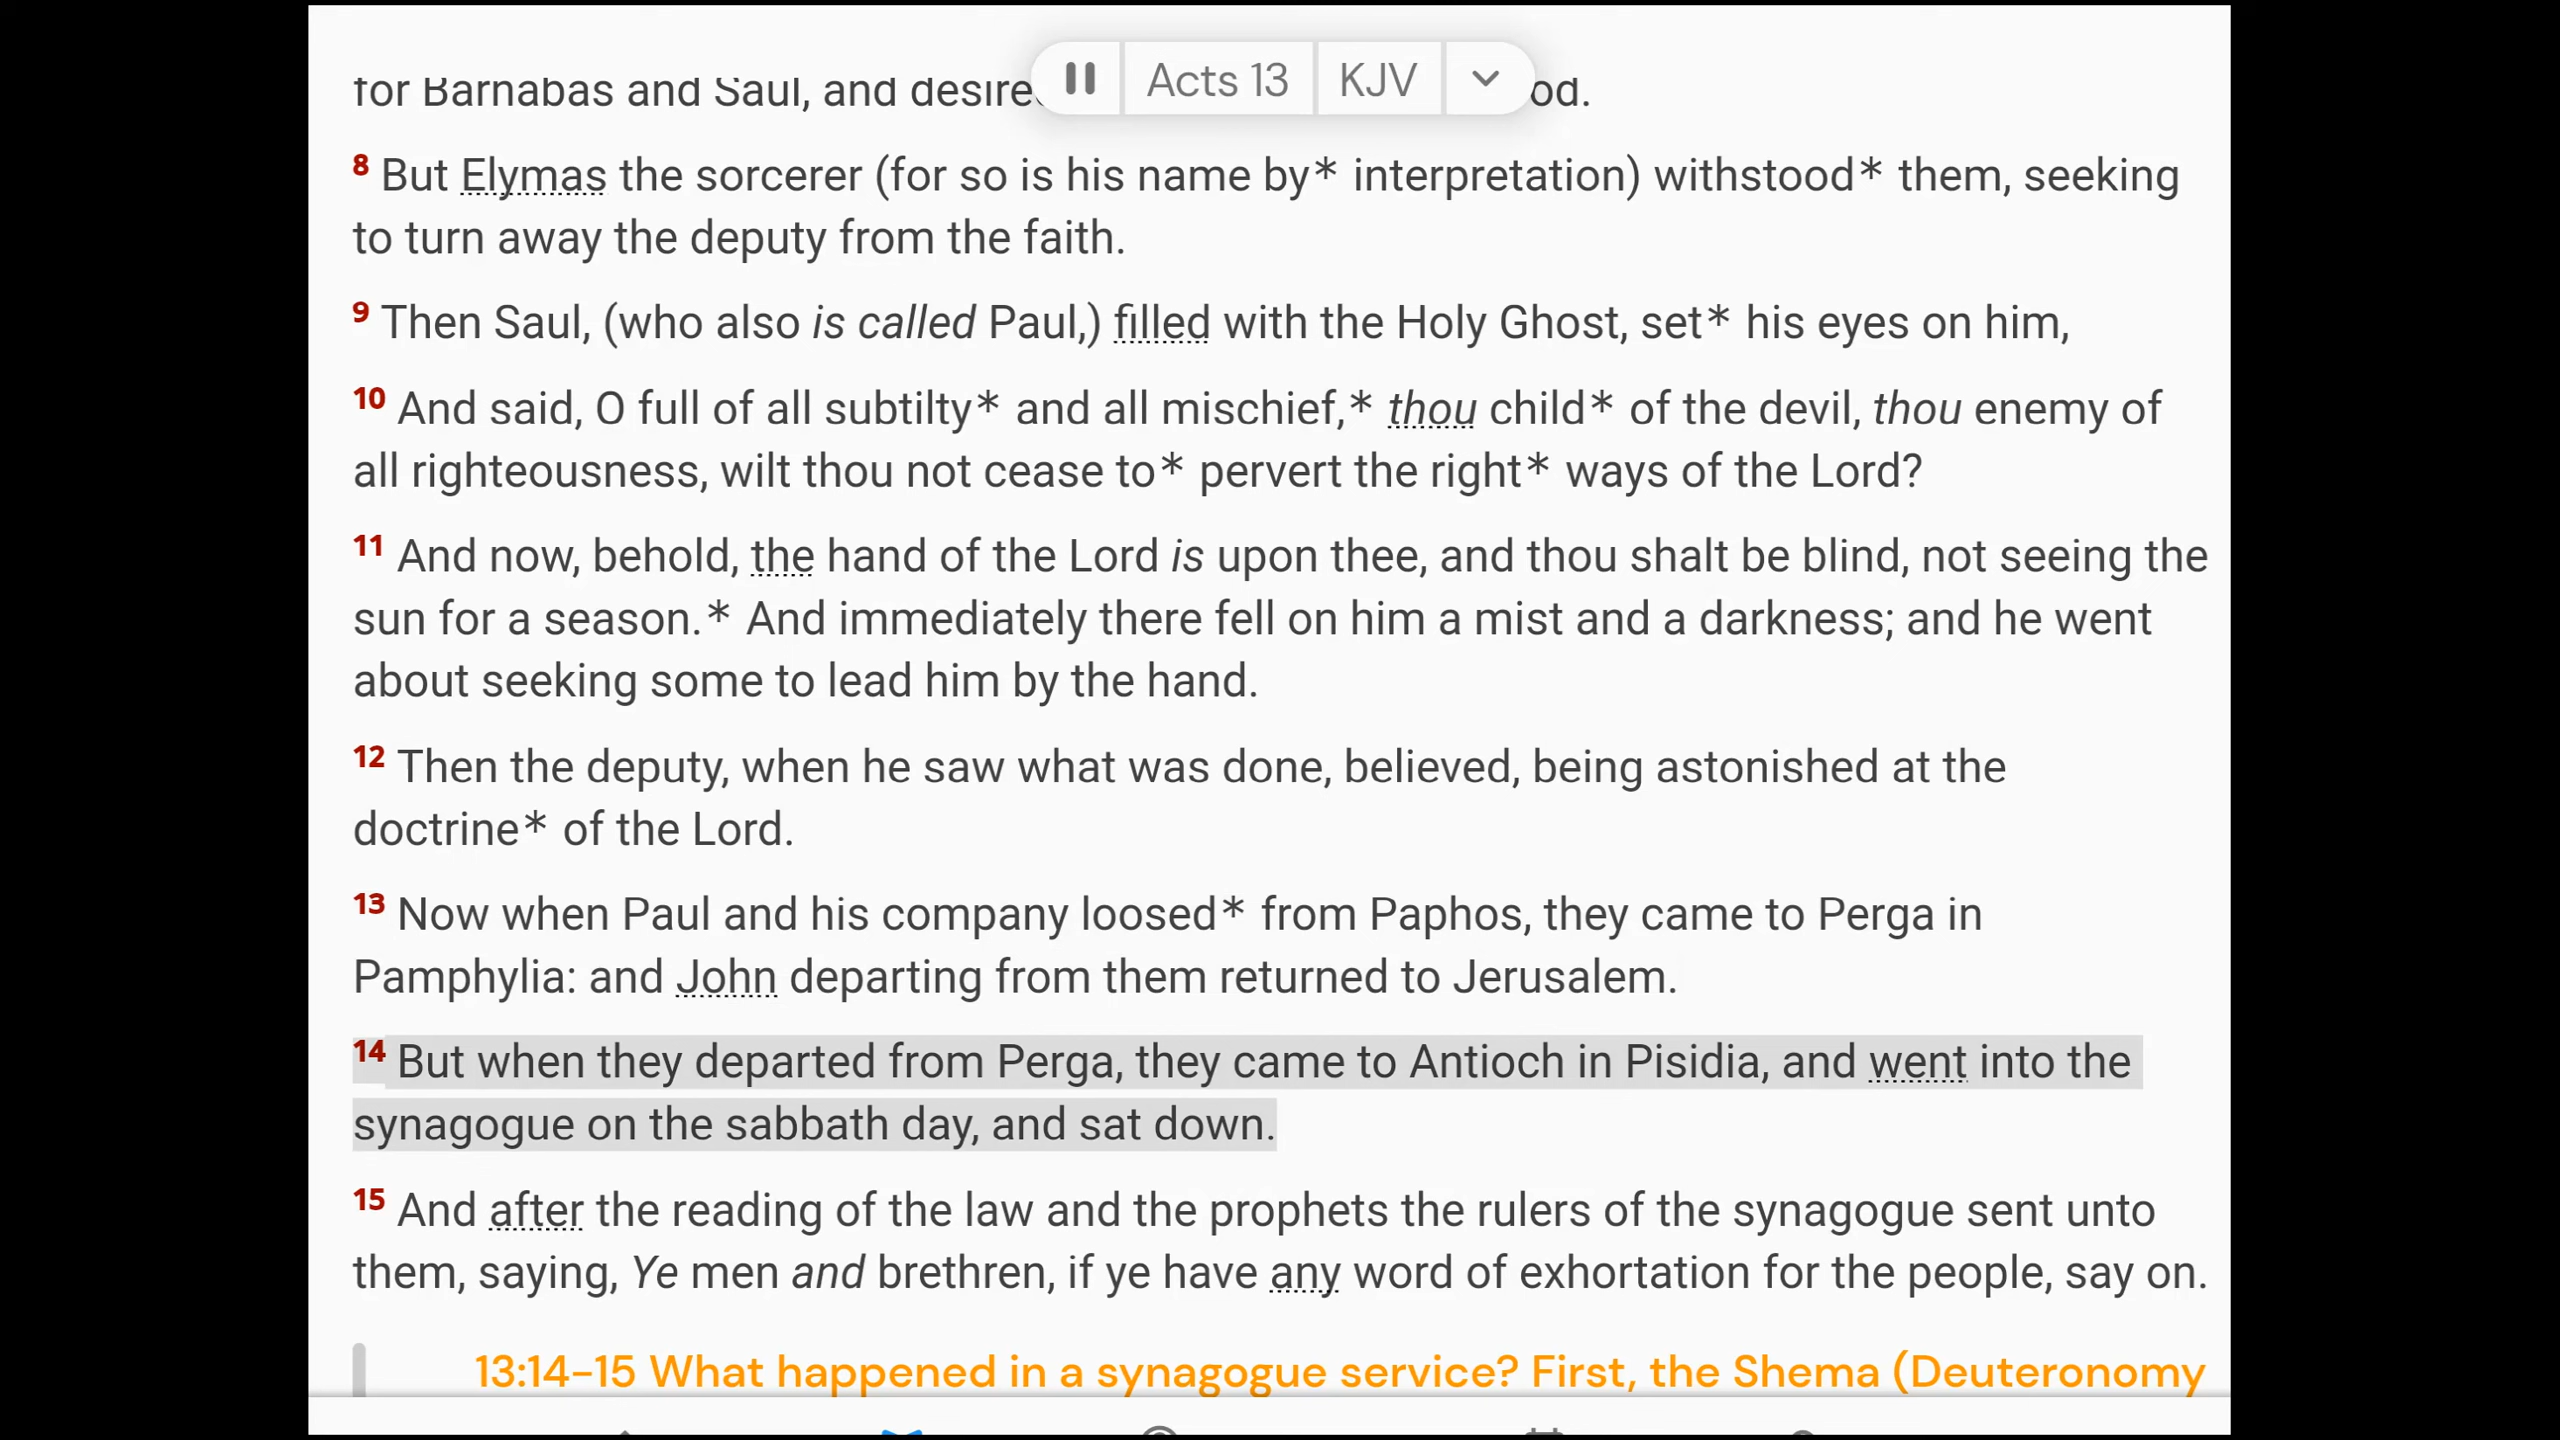 Acts 13 KJV
for Barnabas and Saul, and od.
8 But Elymas the sorcerer (for so is his name by* interpretation) withstood* them, seeking
to turn away the deputy from the faith.
9 Then Saul, (who also is called Paul,) filled with the Holy Ghost, set* his eyes on him,
10 And said, O full of all subtilty* and all mischief,* thou child* of the devil, thou enemy of
all righteousness, wilt thou not cease to* pervert the right* ways of the Lord?
11 And now, behold, the hand of the Lord is upon thee, and thou shalt be blind, not seeing the
sun for a season.* And immediately there fell on him a mist and a darkness; and he went
about seeking some to lead him by the hand.
12 Then the deputy, when he saw what was done, believed, being astonished at the
doctrine* of the Lord.
13 Now when Paul and his company loosed* from Paphos, they came to Perga in
Pamphylia: and John departing from them returned to Jerusalem.
14 But when they departed from Perga, they came to Antioch in Pisidia, and went into the
synagogue on the sabbath day, and sat down.
15 And after the reading of the law and the prophets the rulers of the synagogue sent unto
them, saying, Ye men and brethren, if ye have any word of exhortation for the people, say on.
13:14–15 What happened in a synagogue service? First, the Shema (Deuteronomy